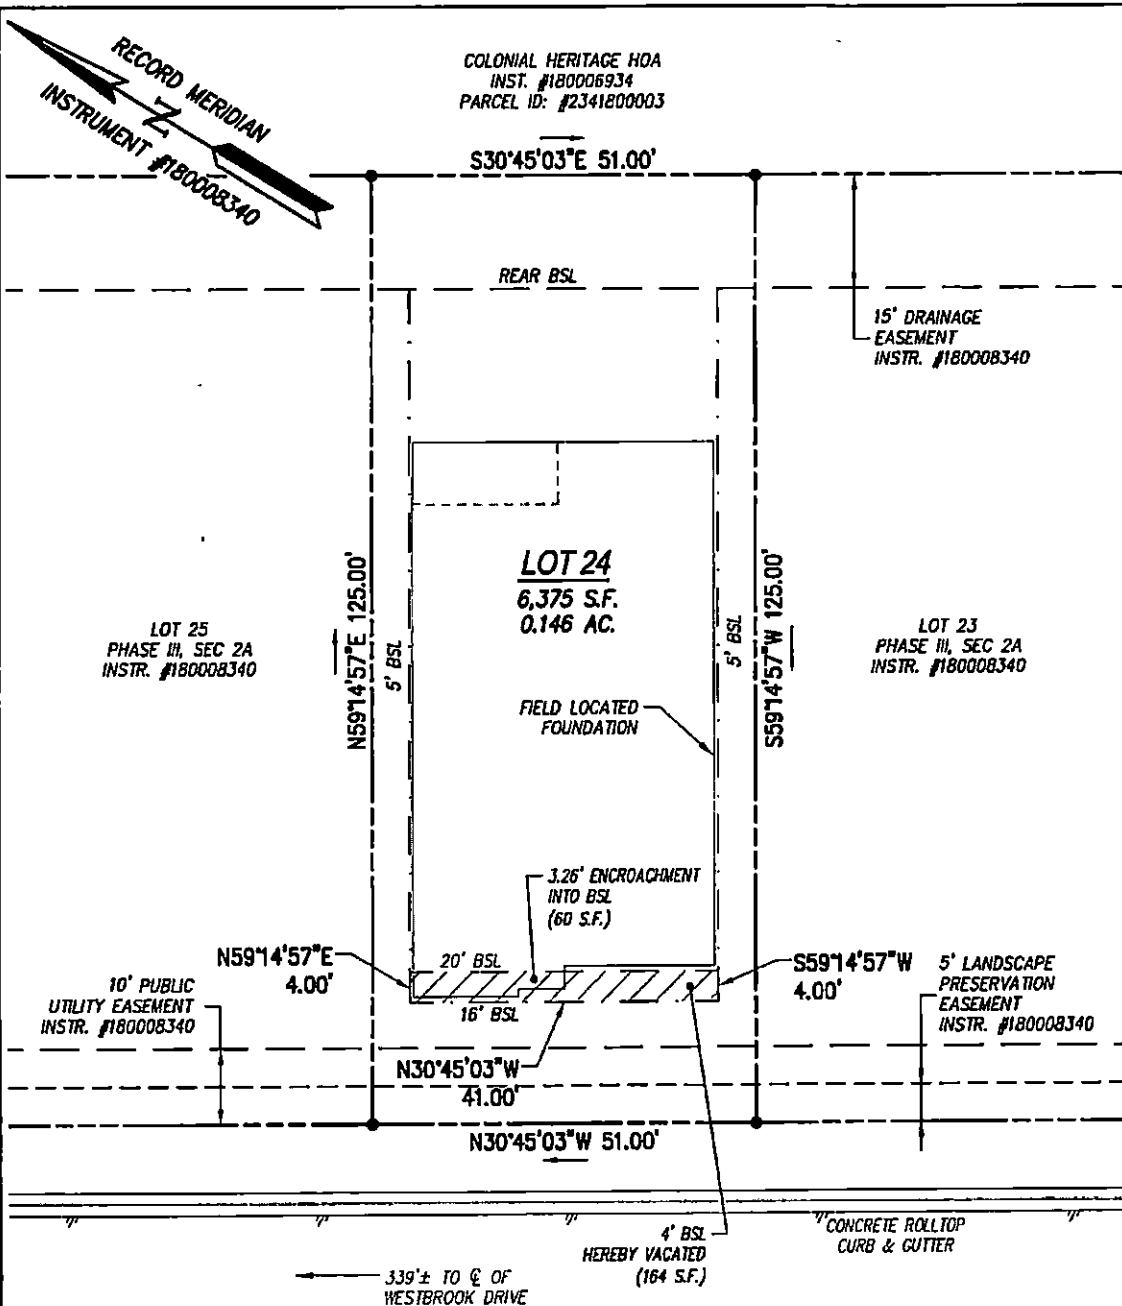 COLONIAL HERITAGE HOA
INST. #180006934
PARCEL ID: #2341800003
RECORD MERIDIAN
N
INSTRUMENT #180008340
S30°45'03"E 51.00'
REAR BSL
15' DRAINAGE
EASEMENT
INSTR. #180008340
LOT 24
6,375 S.F.
0.146 AC.
LOT 25
PHASE III, SEC 2A
INSTR. #180008340
N59°14'57"E 125.00'
5' BSL
5' BSL
S59°14'57"W 125.00'
LOT 23
PHASE III, SEC 2A
INSTR. #180008340
FIELD LOCATED
FOUNDATION
3.26' ENCROACHMENT
INTO BSL
(60 S.F.)
N59°14'57"E
4.00'
20' BSL
16' BSL
S59°14'57"W
4.00'
10' PUBLIC
UTILITY EASEMENT
INSTR. #180008340
5' LANDSCAPE
PRESERVATION
EASEMENT
INSTR. #180008340
N30°45'03"W
41.00'
N30°45'03"W 51.00'
4' BSL
HEREBY VACATED
(164 S.F.)
CONCRETE ROLLTOP
CURB & GUTTER
339'± TO ℄ OF
WESTBROOK DRIVE